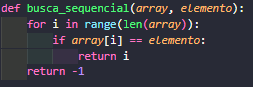 def busca_sequencial(array, elemento):
    for i in range(len(array)):
        if array[i] == elemento:
            return i
    return -1